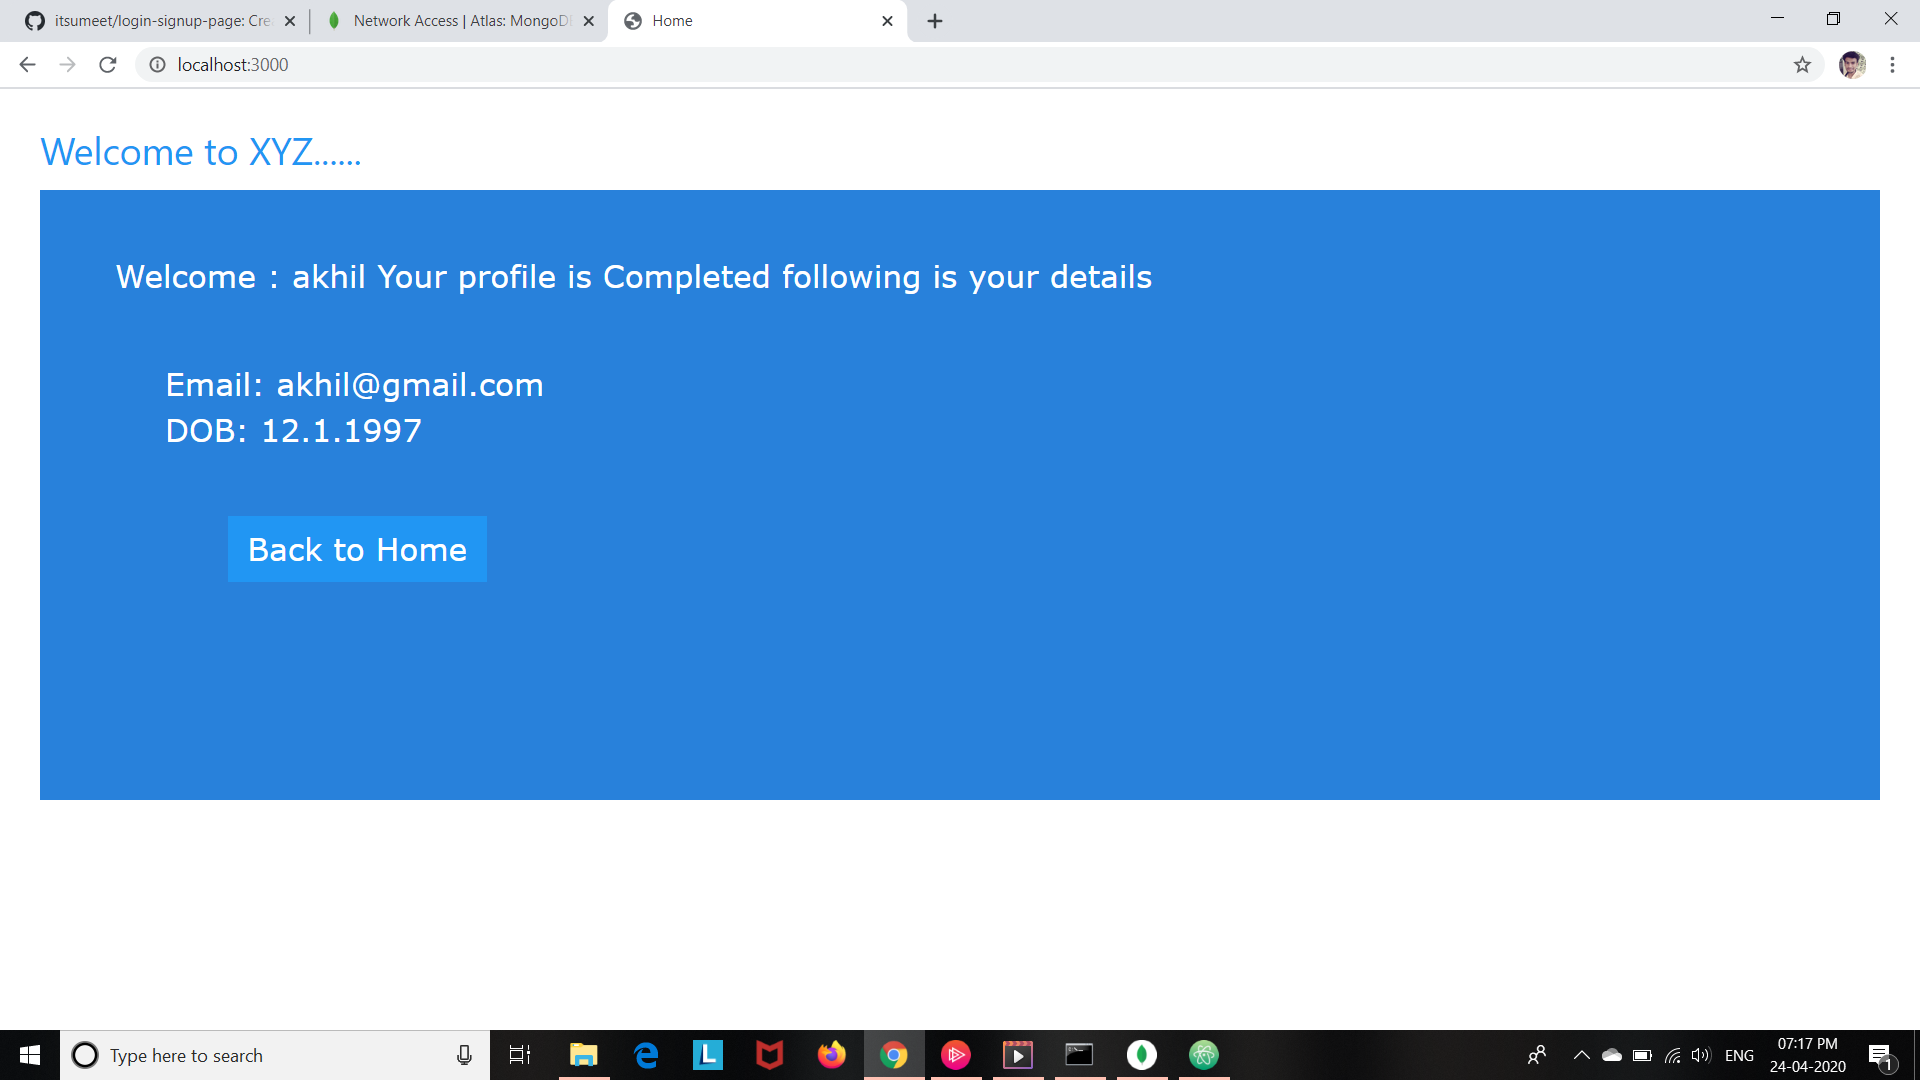 itsumeet/login-signup-page: Cre
Network Access | Atlas: MongoD
Home
localhost:3000
Welcome to XYZ......
Welcome : akhil Your profile is Completed following is your details
Email: akhil@gmail.com
DOB: 12.1.1997
Back to Home
Type here to search
L
ENG
07:17 PM
24-04-2020
1